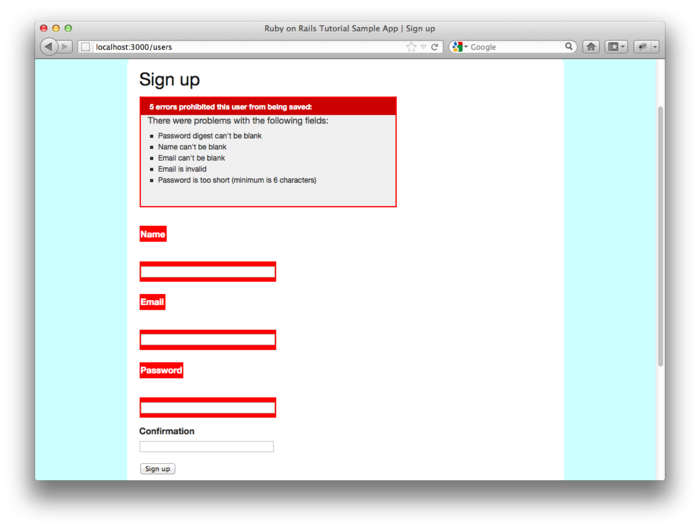 Ruby on Rails Tutorial Sample App | Sign up
localhost:3000/users
Google
Sign up
5 errors prohibited this user from being saved:
There were problems with the following fields:
Password digest can't be blank
Name can't be blank
Email can't be blank
Email is invalid
Password is too short (minimum is 6 characters)
Name
Email
Password
Confirmation
Sign up